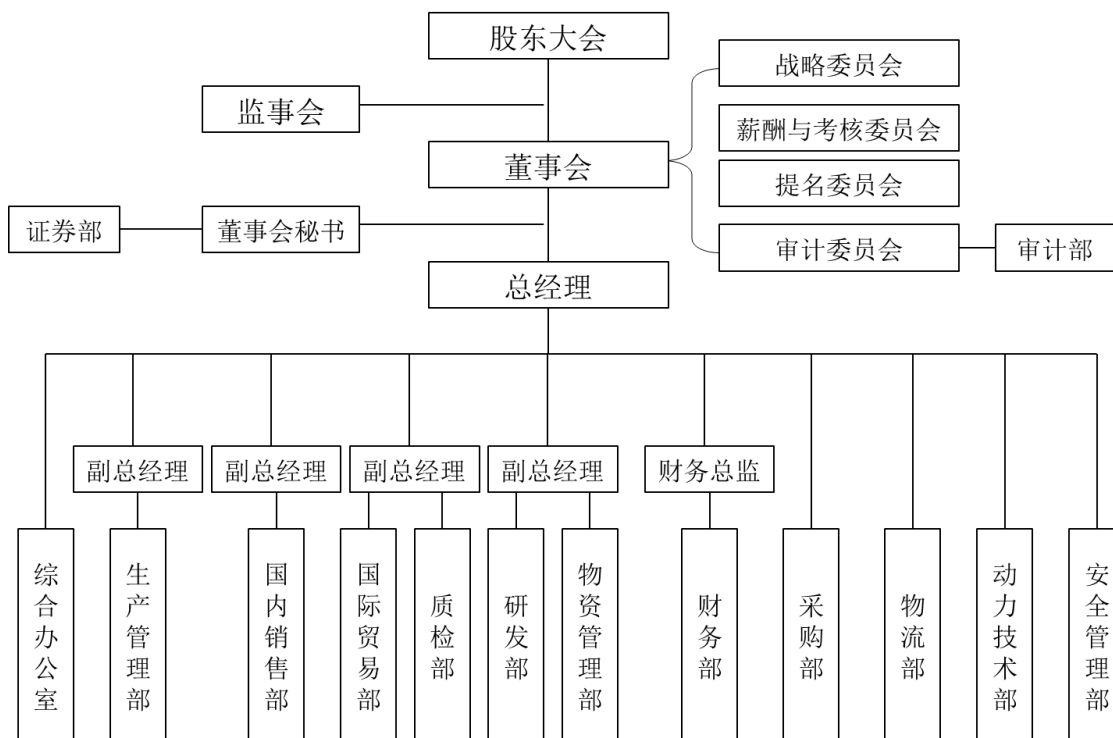 股东大会
战略委员会
监事会
薪酬与考核委员会
董事会
提名委员会
证券部
董事会秘书
审计委员会
审计部
总经理
副总经理
副总经理
副总经理
副总经理
财务总监
综合办公室
生产管理部
国内销售部
国际贸易部
质检部
研发部
物资管理部
财务部
采购部
物流部
动力技术部
安全管理部